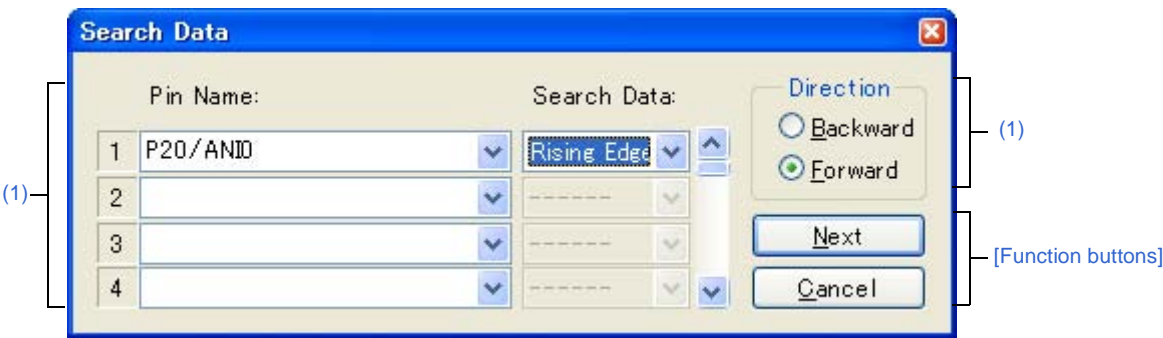 Search Data
Pin Name:
Search Data:
Direction
1
P20/ANI0
Rising Edge
Backward
Forward
2
------
3
------
4
------
Next
Cancel
(1)
(1)
[Function buttons]